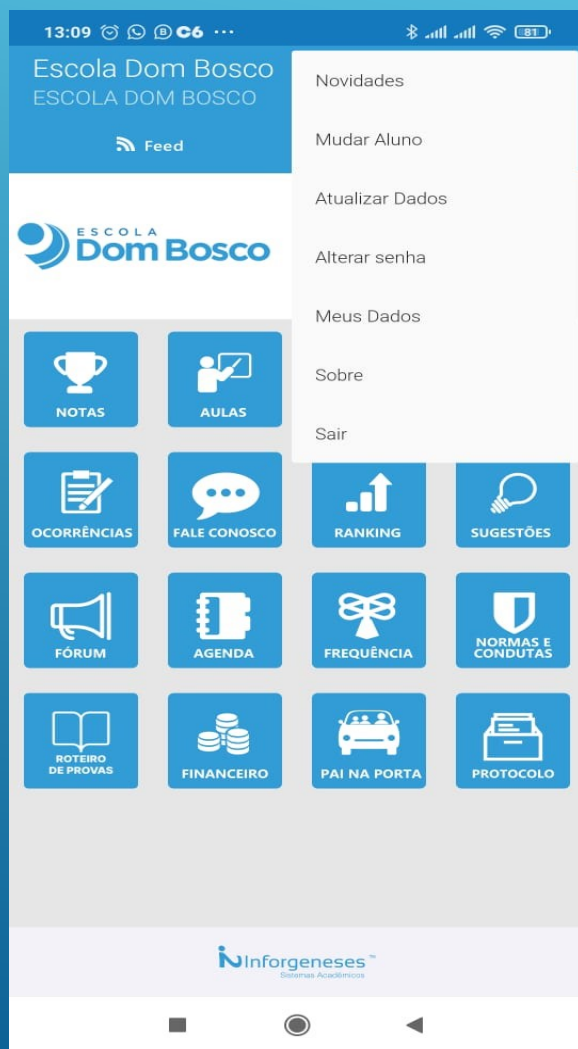 13:09 C6 ... 81
Escola Dom Bosco
ESCOLA DOM BOSCO
Feed
Novidades
Mudar Aluno
Atualizar Dados
Alterar senha
Meus Dados
Sobre
Sair
ESCOLA
Dom Bosco
NOTAS
AULAS
OCORRÊNCIAS
FALE CONOSCO
RANKING
SUGESTÕES
FÓRUM
AGENDA
FREQUÊNCIA
NORMAS E
CONDUTAS
ROTEIRO
DE PROVAS
FINANCEIRO
PAI NA PORTA
PROTOCOLO
Inforgeneses™
Sistemas Acadêmicos